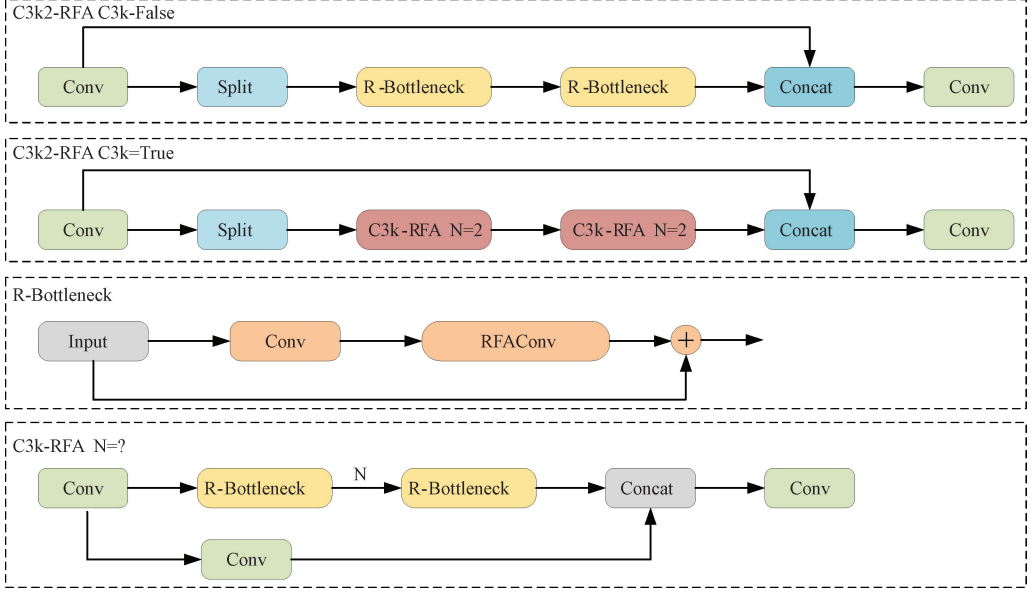 C3k2-RFA C3k-False
Conv Split R-Bottleneck R-Bottleneck Concat Conv
C3k2-RFA C3k=True
Conv Split C3k-RFA N=2 C3k-RFA N=2 Concat Conv
R-Bottleneck
Input Conv RFAConv +
C3k-RFA N=?
N
Conv R-Bottleneck R-Bottleneck Concat Conv
Conv